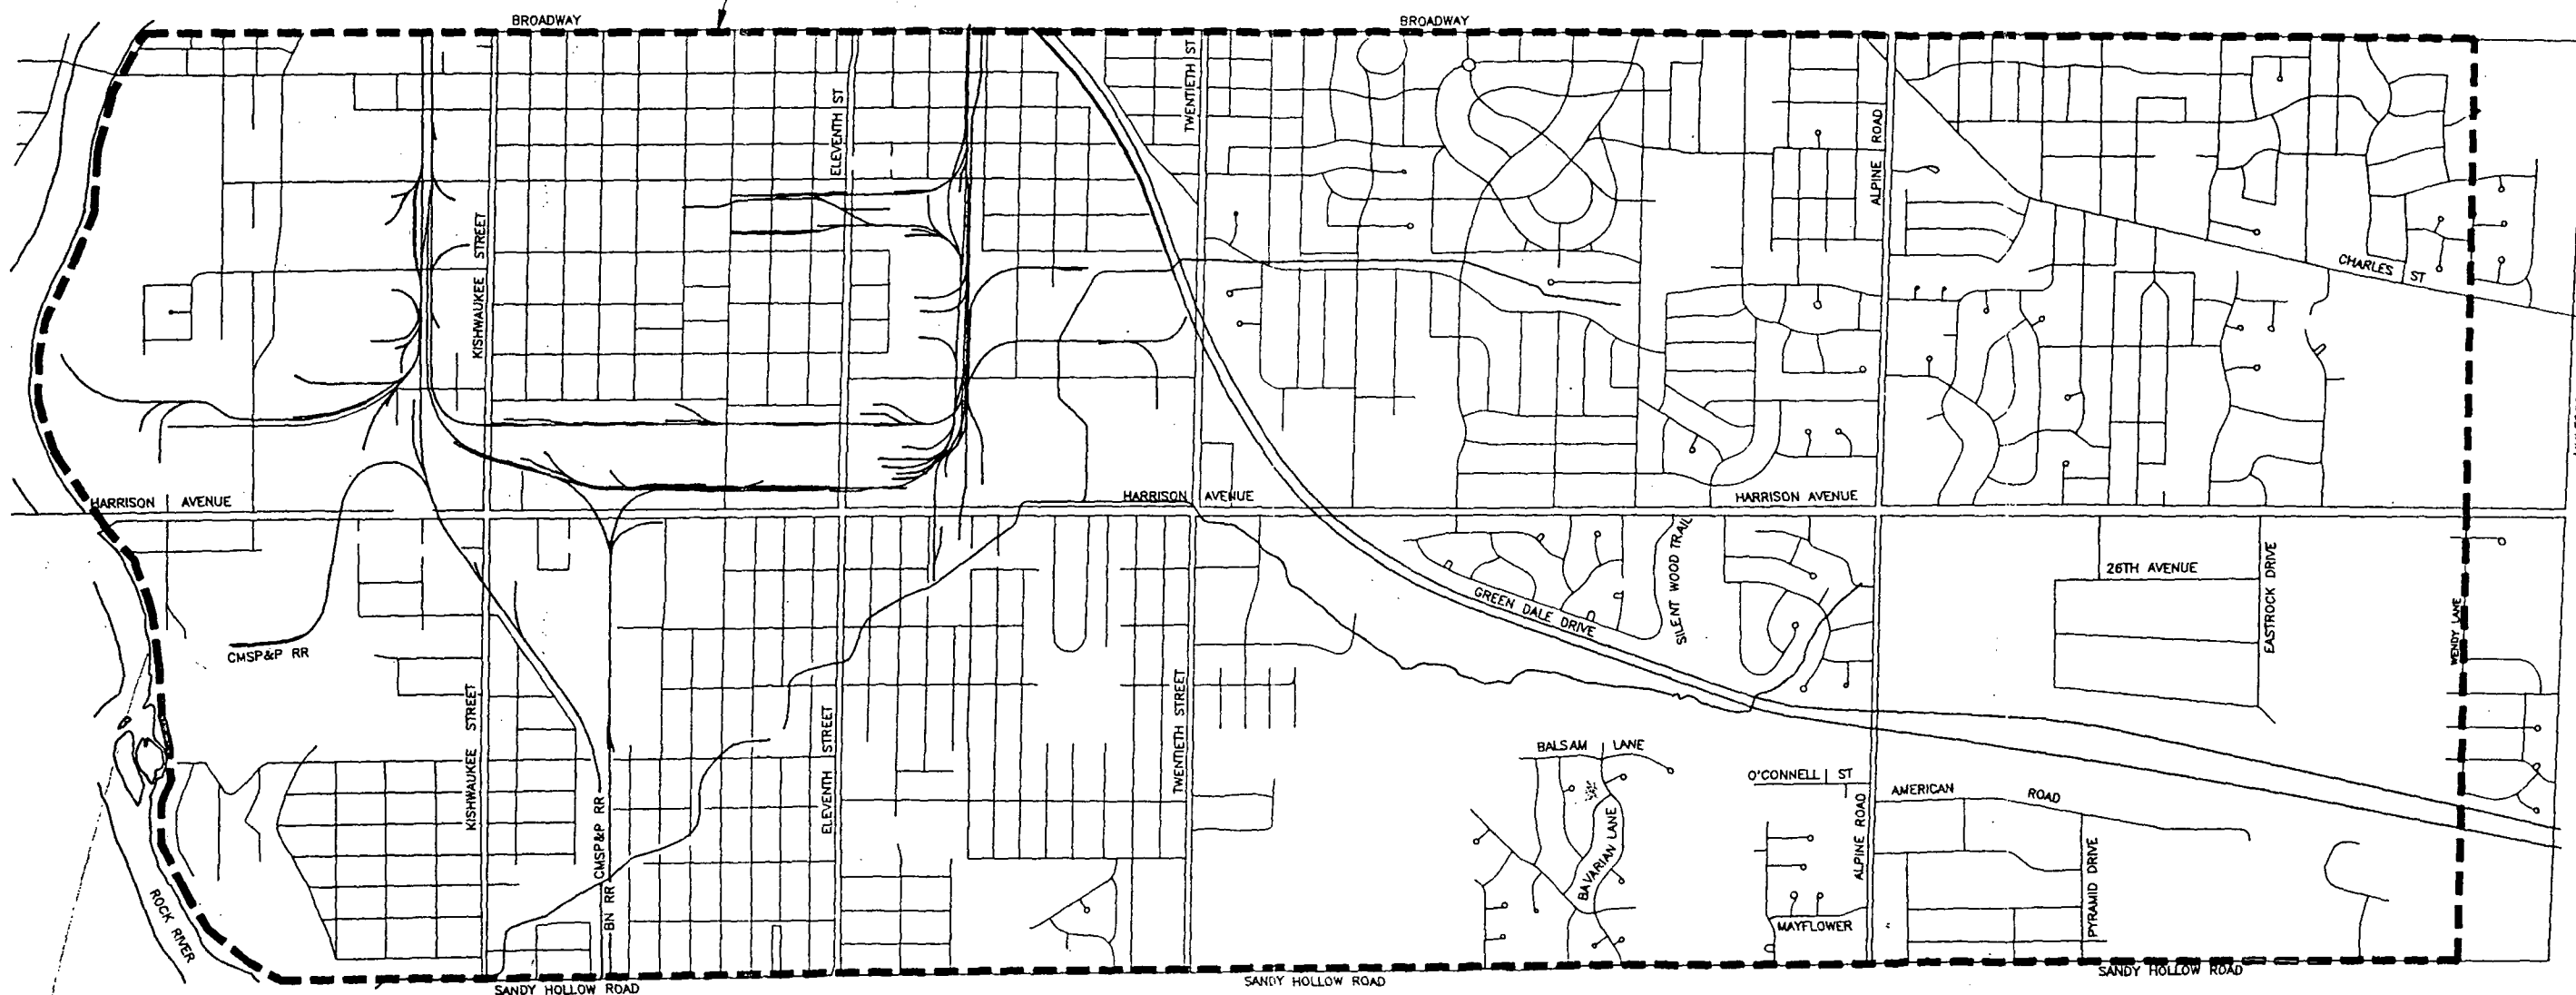 BROADWAY
BROADWAY
TWENTIETH ST
ELEVENTH ST
ALPINE ROAD
KISHWAUKEE STREET
CHARLES ST
HARRISON AVENUE
HARRISON AVENUE
HARRISON AVENUE
SILENT WOOD TRAIL
GREEN DALE DRIVE
26TH AVENUE
EASTROCK DRIVE
WENDY LANE
CMSP&P RR
KISHWAUKEE STREET
ELEVENTH STREET
TWENTIETH STREET
BALSAM LANE
O'CONNELL ST
AMERICAN ROAD
ALPINE ROAD
BAVARIAN LANE
PYRAMID DRIVE
CMSP&P RR
BN RR
MAYFLOWER
ROCK RIVER
SANDY HOLLOW ROAD
SANDY HOLLOW ROAD
SANDY HOLLOW ROAD